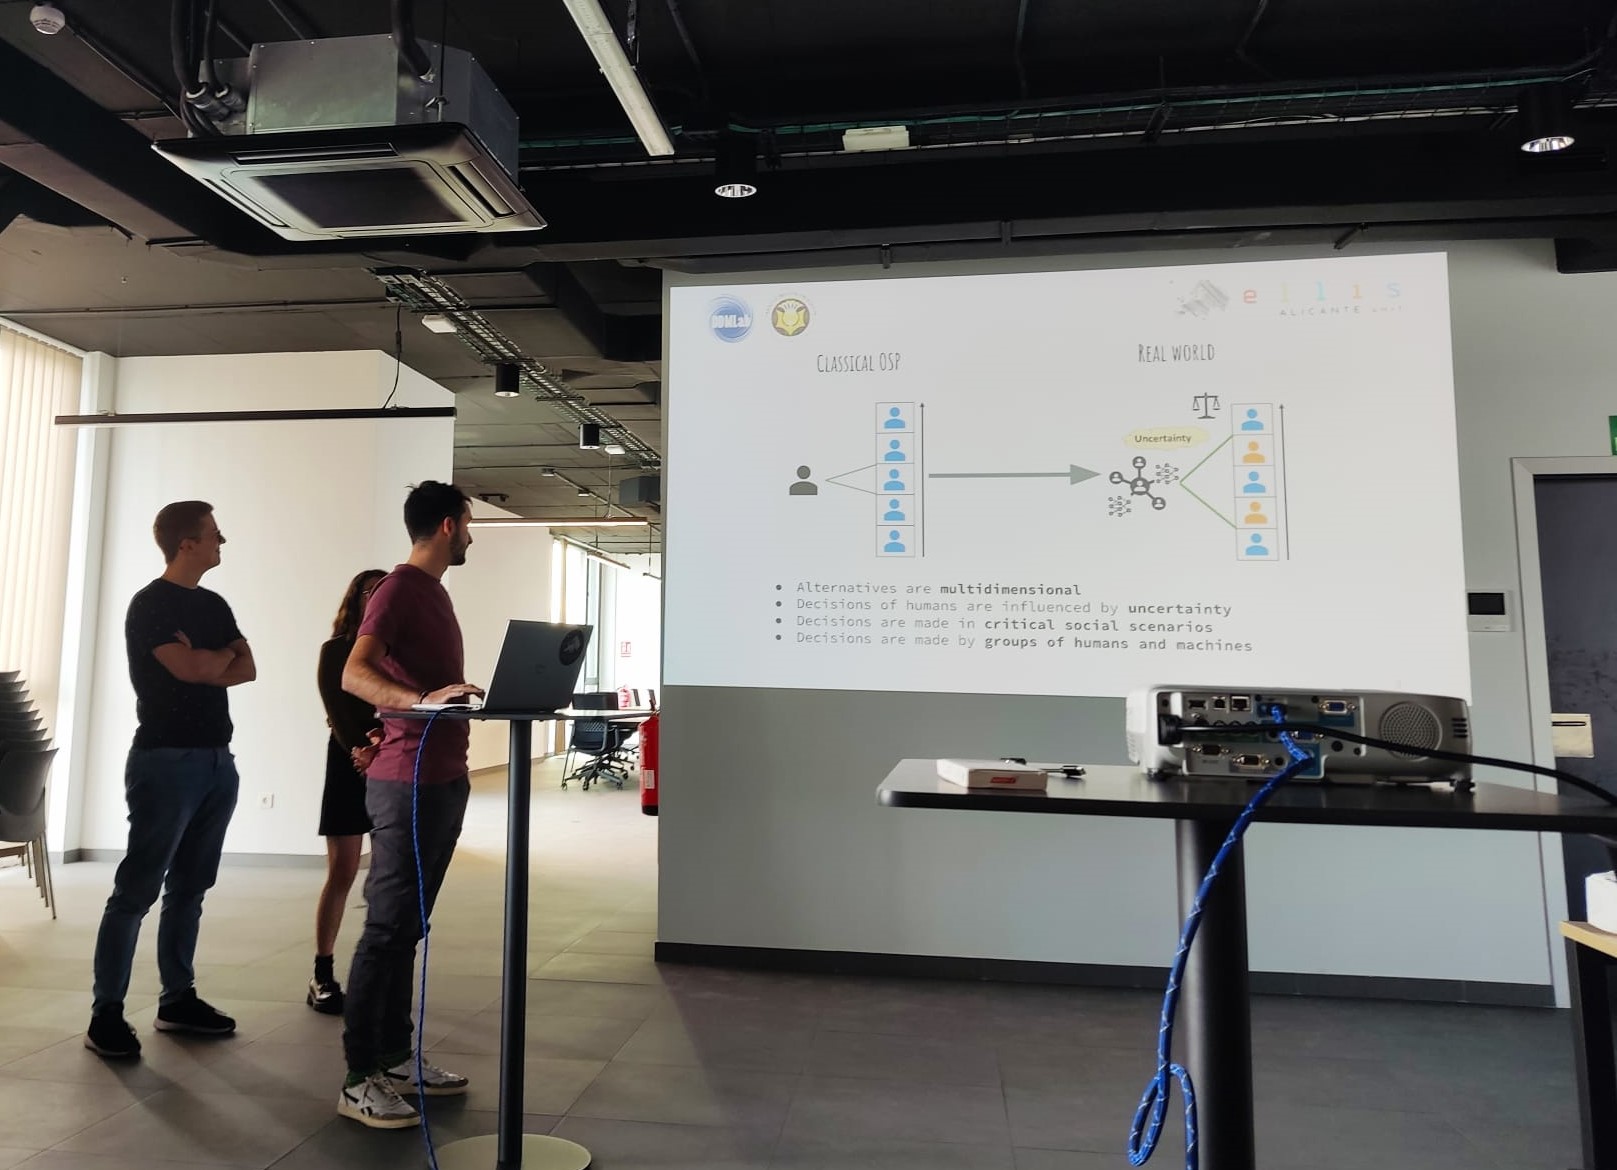 DDMLab
ellis
ALICANTE
CLASSICAL OSP
REAL WORLD
Uncertainty
• Alternatives are multidimensional
• Decisions of humans are influenced by uncertainty
• Decisions are made in critical social scenarios
• Decisions are made by groups of humans and machines